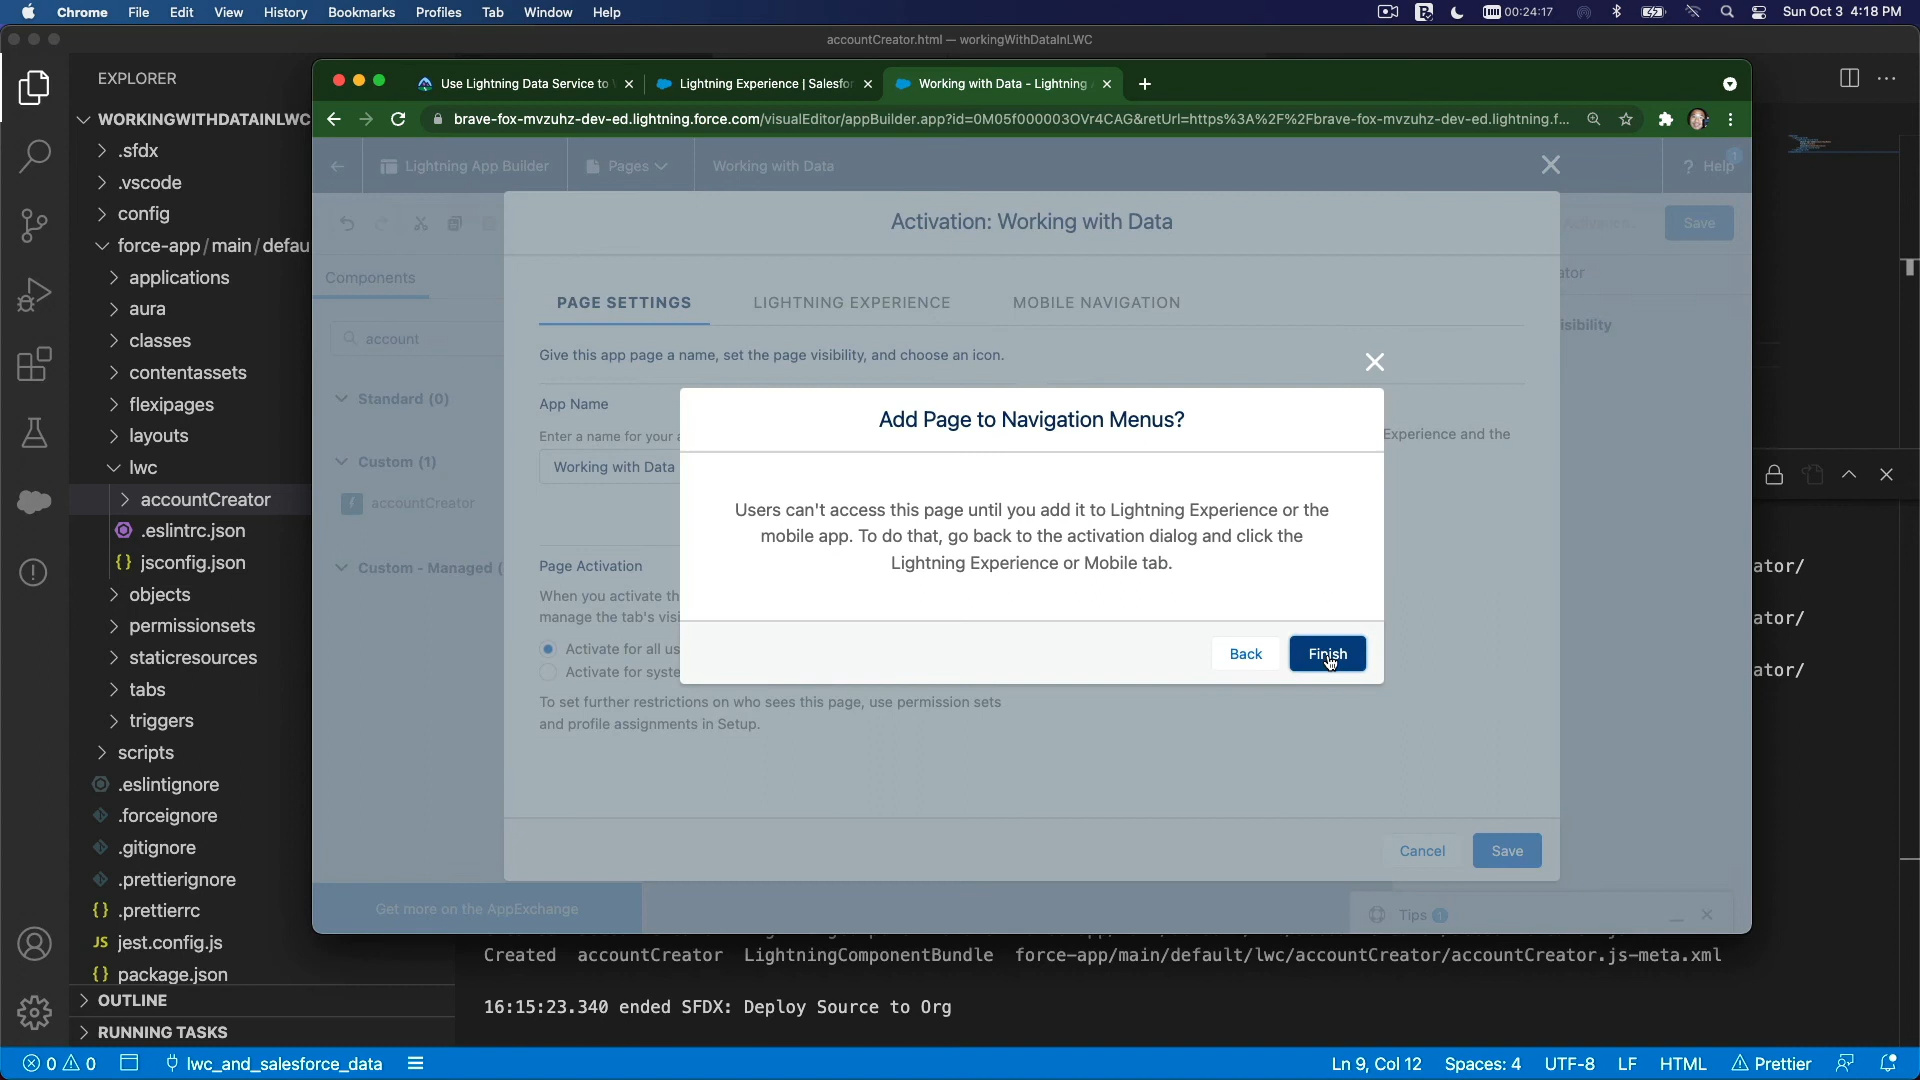 Chrome File Edit View History Bookmarks Profiles Tab Window Help 00:24:17 Sun Oct 3 4:18 PM
accountCreator.html — workingWithDataInLWC
EXPLORER
Use Lightning Data Service to Lightning Experience | Salesfor Working with Data - Lightning
WORKINGWITHDATAINLWC
brave-fox-mvzuhz-dev-ed.lightning.force.com/visualEditor/appBuilder.app?id=0M05f000003OVr4CAG&retUrl=https%3A%2F%2Fbrave-fox-mvzuhz-dev-ed.lightning.f...
.sfdx
.vscode
config
force-app/main/defau
applications
aura
classes
contentassets
flexipages
layouts
lwc
accountCreator
.eslintrc.json
jsconfig.json
objects
permissionsets
staticresources
tabs
triggers
scripts
.eslintignore
.forceignore
.gitignore
.prettierignore
.prettierrc
JS jest.config.js
package.json
OUTLINE
RUNNING TASKS
Lightning App Builder Pages Working with Data ? Help 1
Save
Components
account
Standard (0)
Custom (1)
accountCreator
Custom - Managed (
Get more on the AppExchange
Activation: Working with Data
PAGE SETTINGS LIGHTNING EXPERIENCE MOBILE NAVIGATION
Give this app page a name, set the page visibility, and choose an icon.
App Name
Enter a name for your a
Experience and the
Working with Data
Page Activation
When you activate th
manage the tab's visi
Activate for all us
Activate for syste
To set further restrictions on who sees this page, use permission sets
and profile assignments in Setup.
Cancel Save
Add Page to Navigation Menus?
Users can't access this page until you add it to Lightning Experience or the
mobile app. To do that, go back to the activation dialog and click the
Lightning Experience or Mobile tab.
Back Finish
ator
isibility
Tips 1
ator/
ator/
ator/
Created accountCreator LightningComponentBundle force-app/main/default/lwc/accountCreator/accountCreator.js-meta.xml
16:15:23.340 ended SFDX: Deploy Source to Org
0 0 lwc_and_salesforce_data Ln 9, Col 12 Spaces: 4 UTF-8 LF HTML Prettier